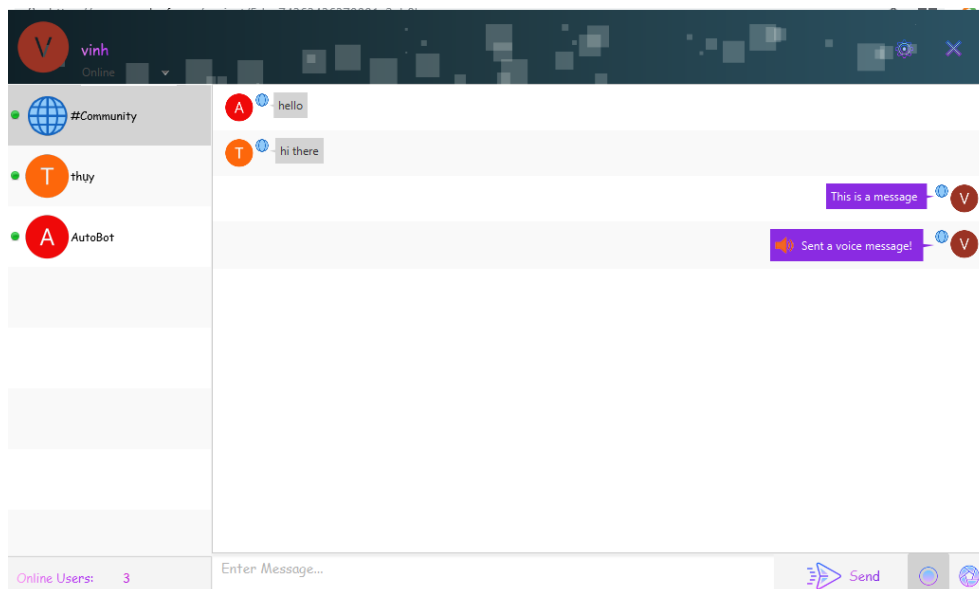 V
vinh
Online
#Community
T
thụy
A
AutoBot
Online Users: 3
A
hello
T
hi there
This is a message
V
Sent a voice message!
V
Enter Message...
Send